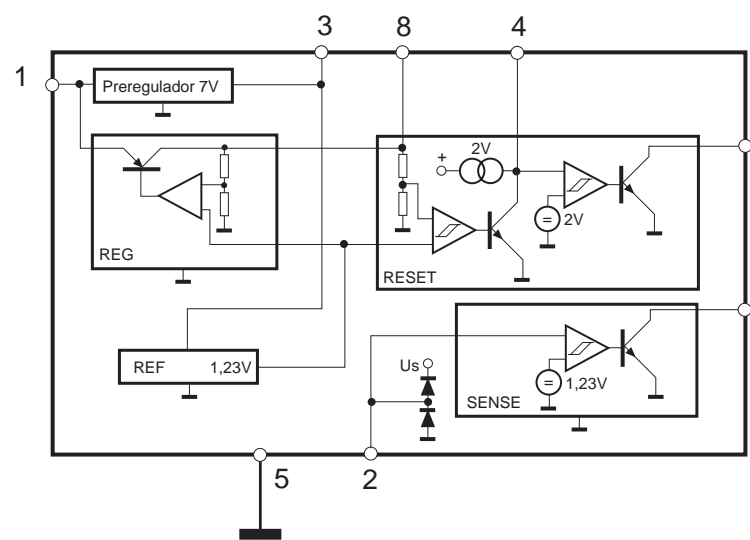 3 8 4
1
Preregulador 7V
2V
+
= 2V
REG
RESET
REF 1,23V
Us
= 1,23V
SENSE
5 2